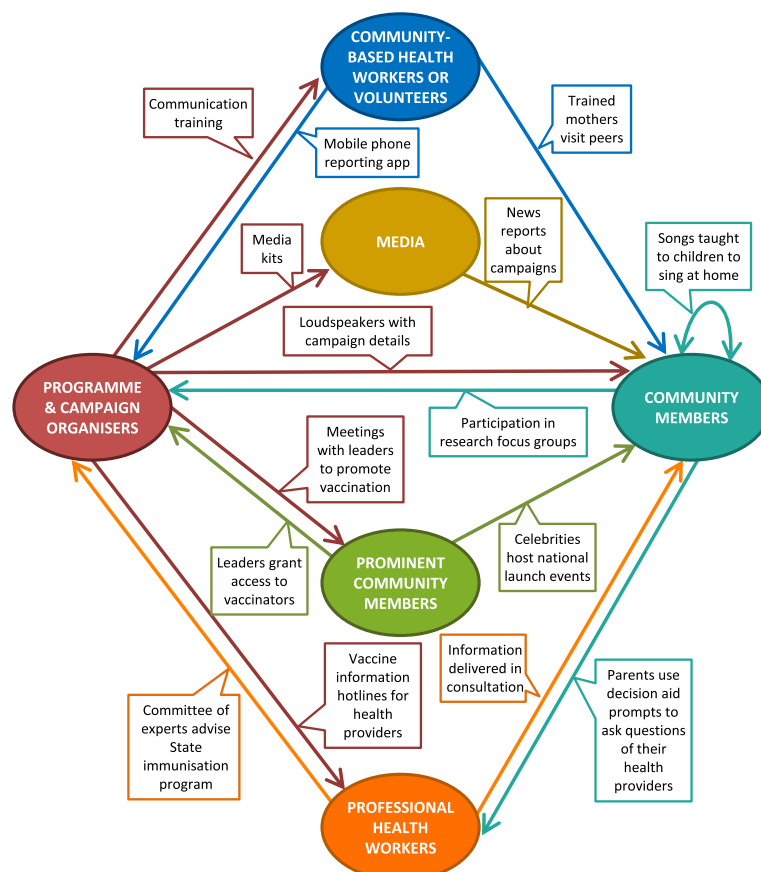 COMMUNITY-
BASED HEALTH
WORKERS OR
VOLUNTEERS
Communication
training
Trained
mothers
visit peers
Mobile phone
reporting app
MEDIA
Media
kits
News
reports
about
campaigns
Songs taught
to children to
sing at home
Loudspeakers with
campaign details
PROGRAMME
& CAMPAIGN
ORGANISERS
COMMUNITY
MEMBERS
Participation in
research focus groups
Meetings
with leaders
to promote
vaccination
Leaders grant
access to
vaccinators
PROMINENT
COMMUNITY
MEMBERS
Celebrities
host national
launch events
Information
delivered in
consultation
Vaccine
information
hotlines for
health
providers
Parents use
decision aid
prompts to
ask questions
of their
health
providers
Committee of
experts advise
State
immunisation
program
PROFESSIONAL
HEALTH
WORKERS